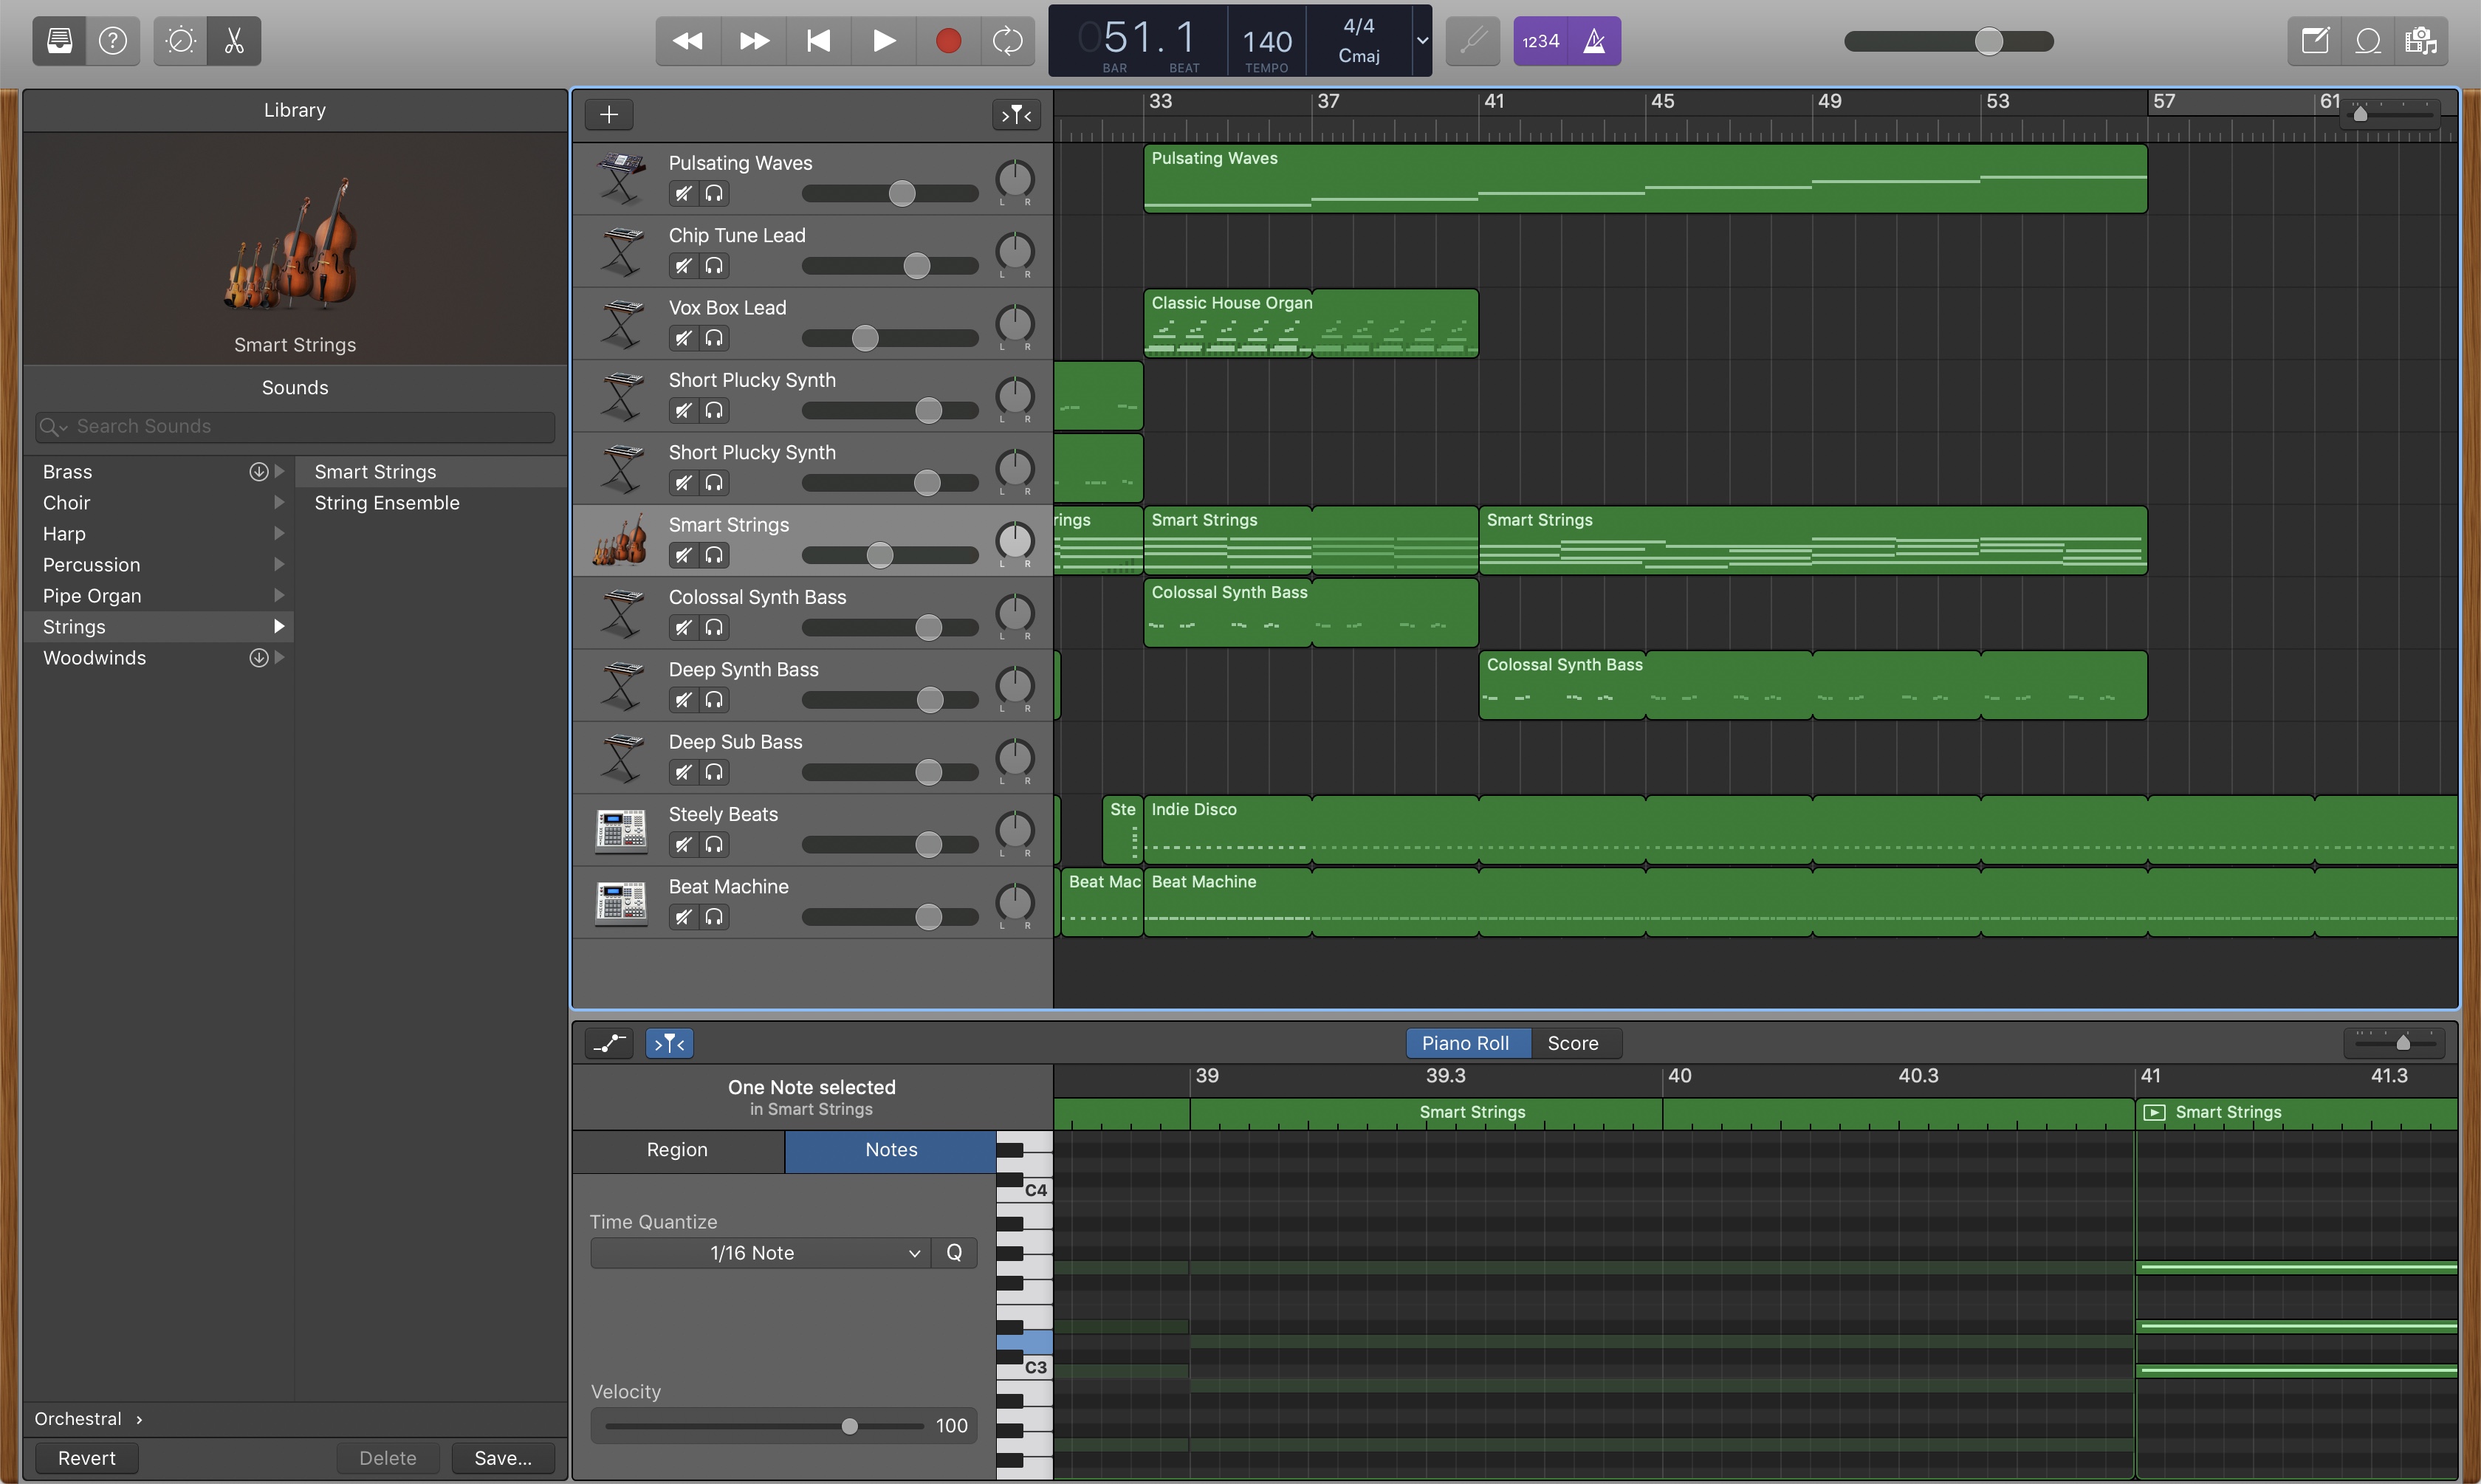 051.1
BAR BEAT
140
TEMPO
4/4
Cmaj
1234
Library
Smart Strings
Sounds
Search Sounds
Brass
Choir
Harp
Percussion
Pipe Organ
Strings
Woodwinds
Smart Strings
String Ensemble
Orchestral ›
Revert Delete Save...
33 37 41 45 49 53 57 61
Pulsating Waves
L R
Pulsating Waves
Chip Tune Lead
L R
Vox Box Lead
L R
Classic House Organ
Short Plucky Synth
L R
Short Plucky Synth
L R
Smart Strings
L R
rings Smart Strings Smart Strings
Colossal Synth Bass
L R
Colossal Synth Bass
Deep Synth Bass
L R
Colossal Synth Bass
Deep Sub Bass
L R
Steely Beats
L R
Ste Indie Disco
Beat Machine
L R
Beat Mac Beat Machine
Piano Roll Score
One Note selected
in Smart Strings
Region Notes
Time Quantize
1/16 Note Q
Velocity
100
39 39.3 40 40.3 41 41.3
Smart Strings Smart Strings
C4
C3